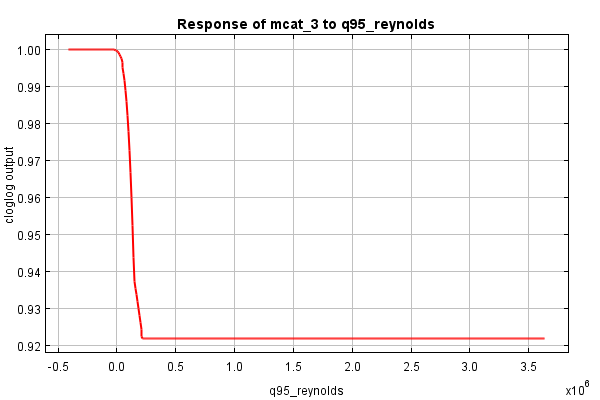 Response of mcat_3 to q95_reynolds
1.00
0.99
0.98
0.97
0.96
0.95
0.94
0.93
0.92
cloglog output
-0.5 0.0 0.5 1.0 1.5 2.0 2.5 3.0 3.5
q95_reynolds
x10⁶